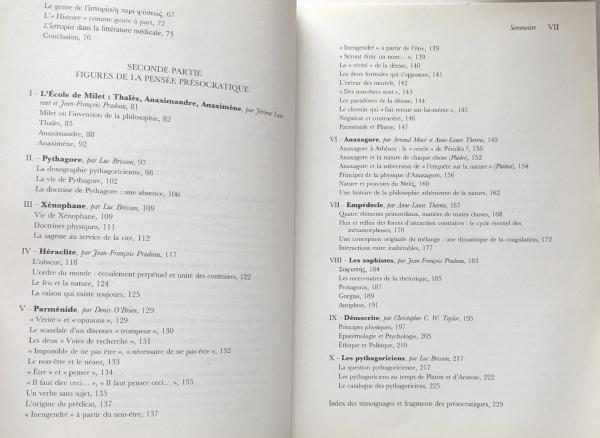 Le genre de l'ἱστορίη περὶ φύσεως, 67
L'« Histoire » comme genre à part, 72
L'ἱστορία dans la littérature médicale, 75
Conclusion, 76
SECONDE PARTIE
FIGURES DE LA PENSÉE PRÉSOCRATIQUE
I – L'École de Milet : Thalès, Anaximandre, Anaximène, par Jérôme Lau-
rent et Jean-François Pradeau, 81
Milet ou l'invention de la philosophie, 82
Thalès, 85
Anaximandre, 88
Anaximène, 92
II – Pythagore, par Luc Brisson, 97
La doxographie pythagoricienne, 98
La vie de Pythagore, 102
La doctrine de Pythagore : une absence, 106
III – Xénophane, par Luc Brisson, 109
Vie de Xénophane, 109
Doctrines physiques, 111
La sagesse au service de la cité, 112
IV – Héraclite, par Jean-François Pradeau, 117
L'obscur, 118
L'ordre du monde : écoulement perpétuel et unité des contraires, 122
Le feu et la nature, 124
La raison qui existe toujours, 125
V – Parménide, par Denis O'Brien, 129
« Vérité » et « opinions », 129
Le scandale d'un discours « trompeur », 130
Les deux « Voies de recherche », 131
« Impossible de ne pas être », « nécessaire de ne pas être », 132
Le non-être et le néant, 133
« Être » et « penser », 134
« Il faut dire ceci… », « Il faut penser ceci… », 135
Un verbe sans sujet, 135
L'origine du prédicat, 137
« Inengendré » à partir du non-être, 137
Sommaire VII
« Inengendré » à partir de l'être, 139
« Seront donc un nom… », 139
La « vérité » de la déesse, 140
Les deux formules qui s'opposent, 141
L'erreur des mortels, 142
« Des non-êtres sont », 143
Les paradoxes de la déesse, 144
Le chemin qui « fait retour sur lui-même », 145
Négation et contrariété, 146
Parménide et Platon, 147
VI – Anaxagore, par Arnaud Macé et Anne-Laure Therme, 149
Anaxagore à Athènes : le « cercle » de Périclès ?, 150
Anaxagore et la nature de chaque chose (Phèdre), 152
Anaxagore et la subversion de « l'enquête sur la nature » (Phédon), 154
Principes de la physique d'Anaxagore, 156
Nature et pouvoirs du Νοῦς, 160
Une histoire de la philosophie athénienne de la nature, 162
VII – Empédocle, par Anne-Laure Therme, 167
Quatre éléments primordiaux, matière de toutes choses, 168
Flux et reflux des forces d'attraction contraires : le cycle éternel des
métamorphoses, 170
Une conception originale du mélange : une dynamique de la coagulation, 172
Interactions entre inaltérables, 177
VIII – Les sophistes, par Jean-François Pradeau, 183
Σοφιστής, 184
Les mercenaires de la rhétorique, 185
Protagoras, 187
Gorgias, 189
Antiphon, 191
IX – Démocrite, par Christopher C. W. Taylor, 195
Principes physiques, 197
Epistémologie et Psychologie, 205
Éthique et Politique, 210
X – Les pythagoriciens, par Luc Brisson, 217
La question pythagoricienne, 217
Les pythagoriciens au temps de Platon et d'Aristote, 222
Le catalogue des pythagoriciens, 225
Index des témoignages et fragments des présocratiques, 229